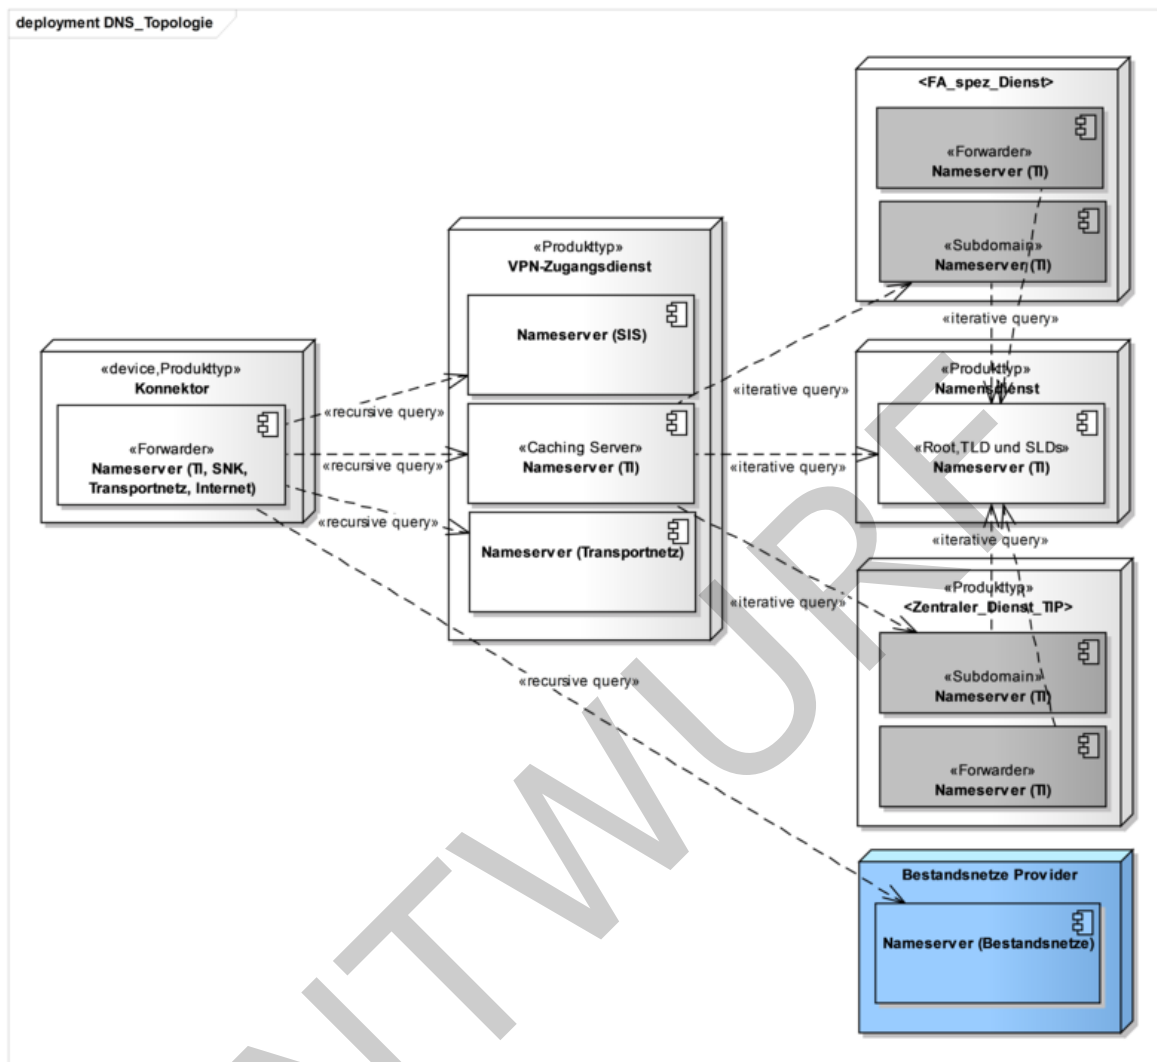 deployment DNS_Topologie
<FA_spez_Dienst>
«Forwarder»
Nameserver (TI)
«Subdomain»
Nameserver (TI)
«iterative query»
«Produkttyp»
VPN-Zugangsdienst
Nameserver (SIS)
«Caching Server»
Nameserver (TI)
Nameserver (Transportnetz)
«device,Produkttyp»
Konnektor
«Forwarder»
Nameserver (TI, SNK,
Transportnetz, Internet)
«recursive query»
«recursive query»
«recursive query»
«recursive query»
«iterative query»
«iterative query»
«iterative query»
«Produkttyp»
Namensdienst
«Root,TLD und SLDs»
Nameserver (TI)
«iterative query»
«Produkttyp»
<Zentraler_Dienst_TIP>
«Subdomain»
Nameserver (TI)
«Forwarder»
Nameserver (TI)
Bestandsnetze Provider
Nameserver (Bestandsnetze)